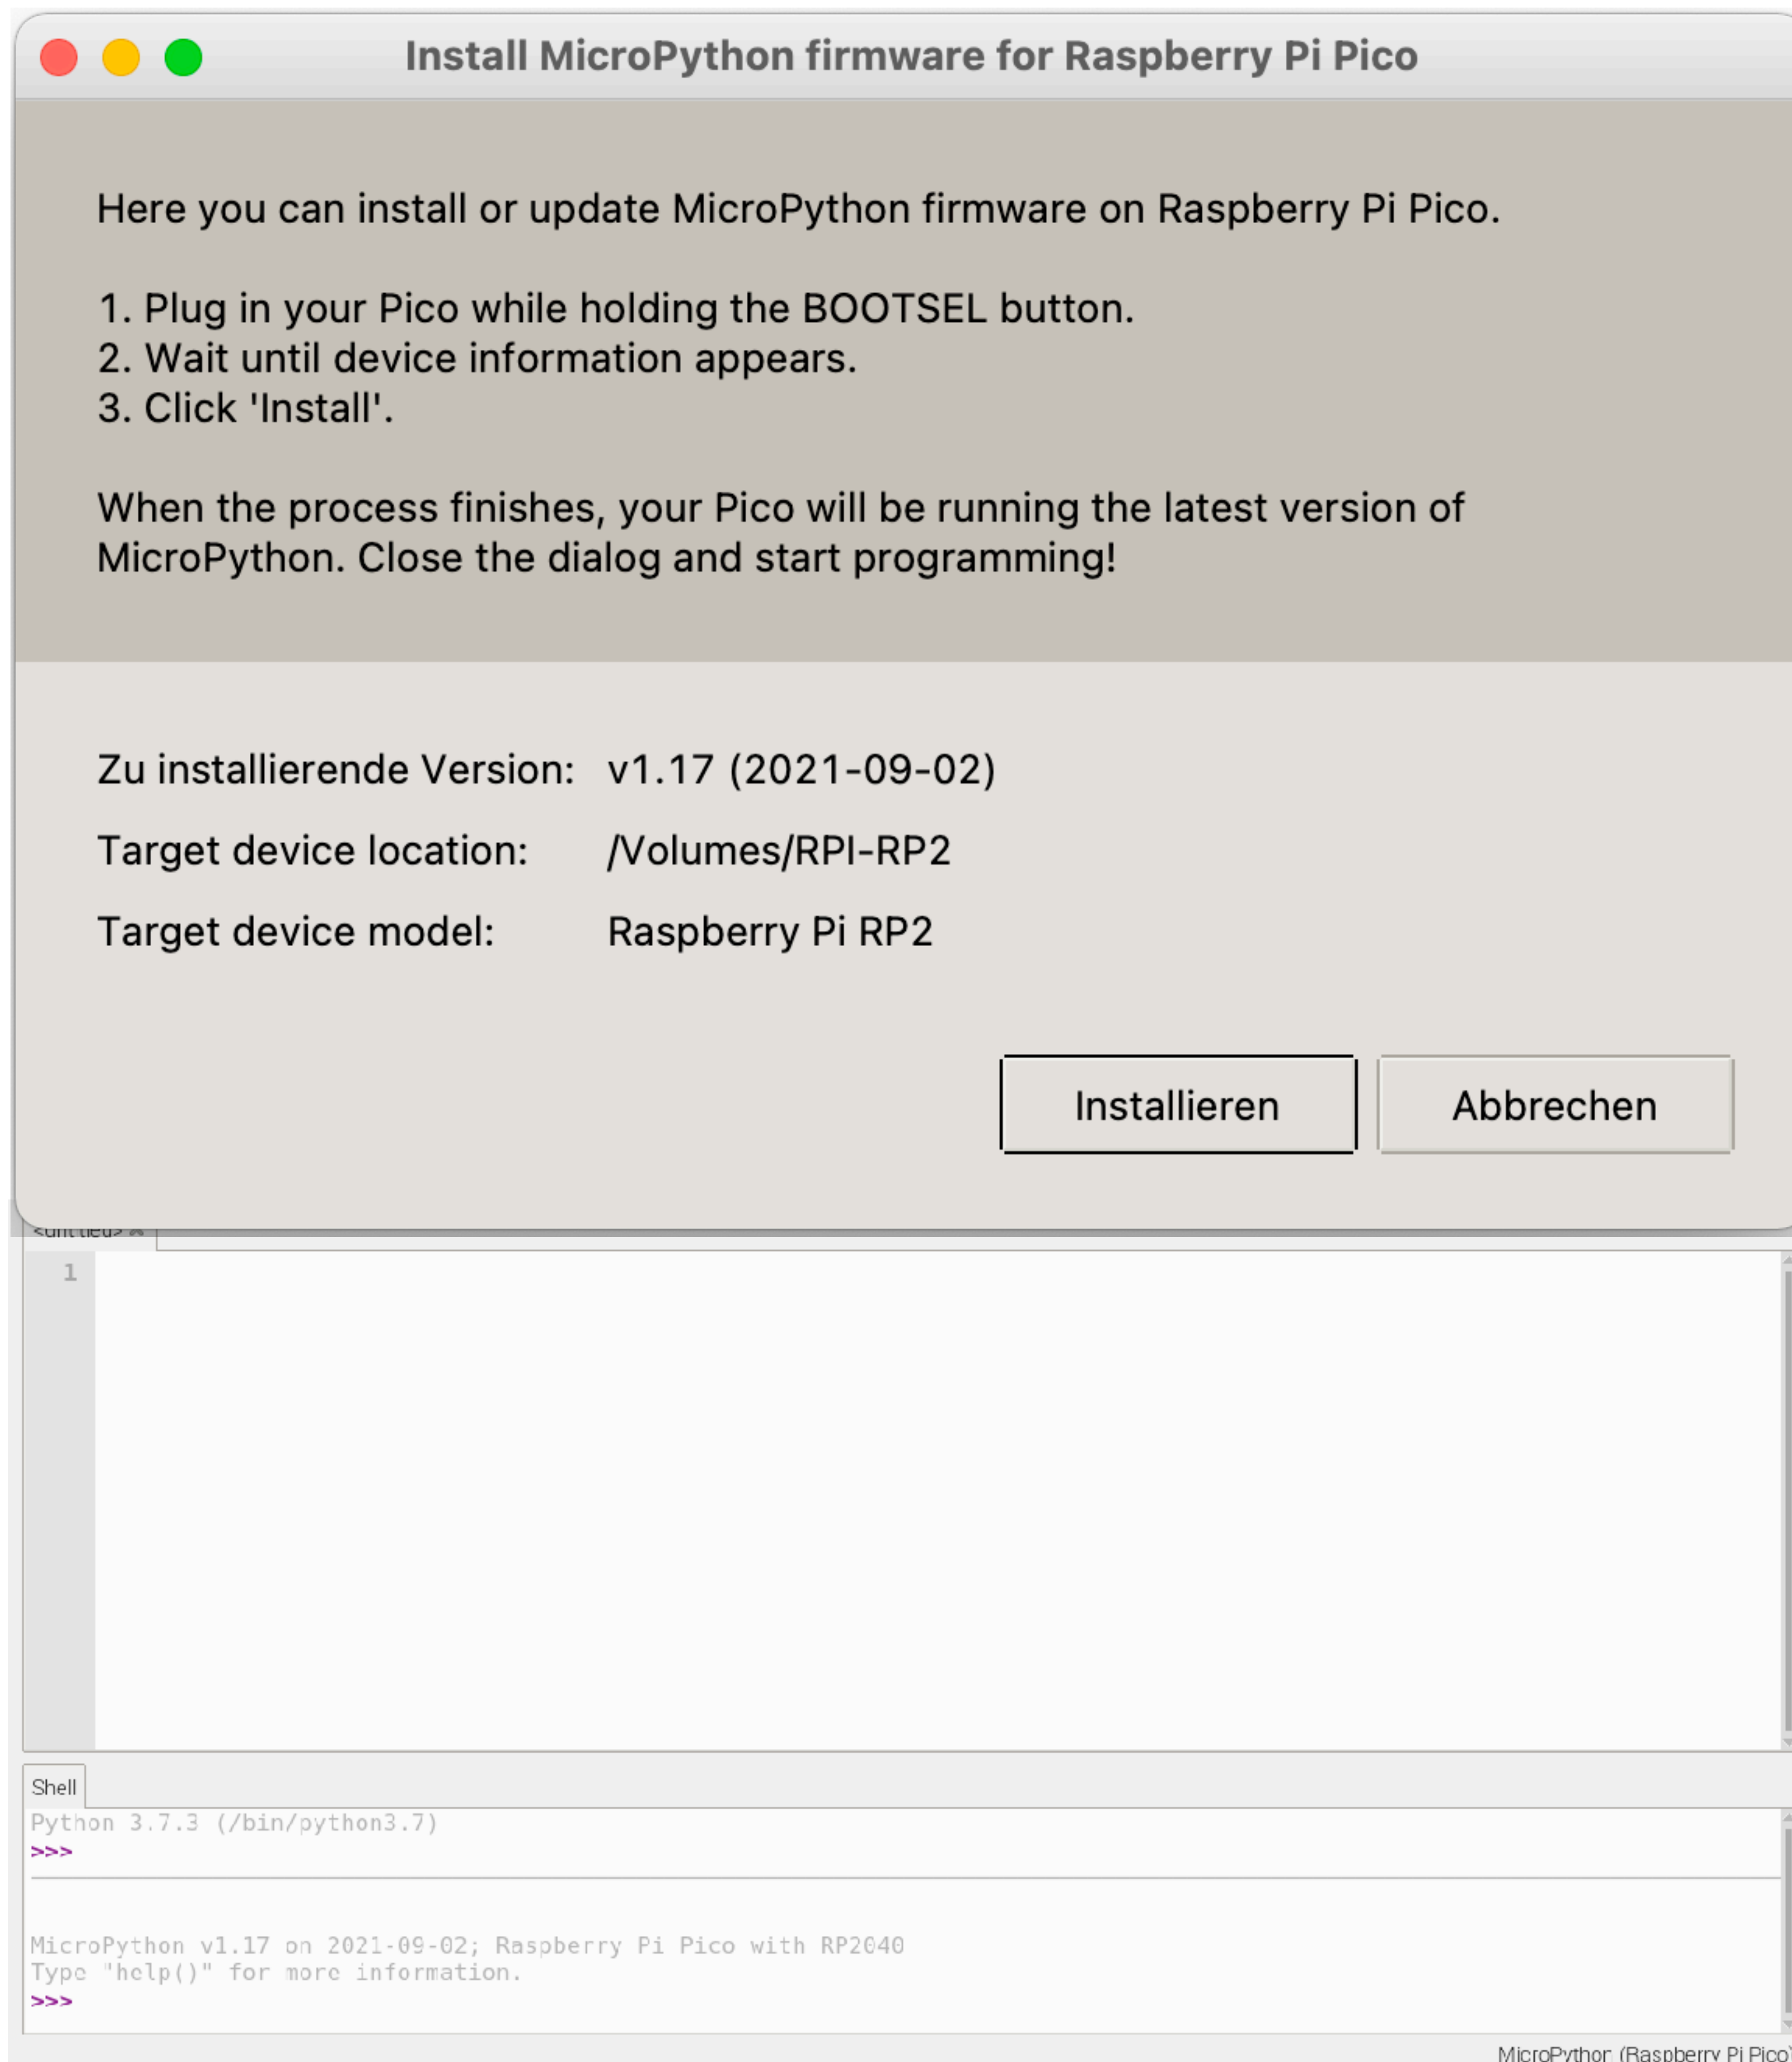 Install MicroPython firmware for Raspberry Pi Pico
Here you can install or update MicroPython firmware on Raspberry Pi Pico.
1. Plug in your Pico while holding the BOOTSEL button.
2. Wait until device information appears.
3. Click 'Install'.
When the process finishes, your Pico will be running the latest version of
MicroPython. Close the dialog and start programming!
Zu installierende Version: v1.17 (2021-09-02)
Target device location: /Volumes/RPI-RP2
Target device model: Raspberry Pi RP2
Installieren Abbrechen
<untitled>
1
Shell
Python 3.7.3 (/bin/python3.7)
>>>
MicroPython v1.17 on 2021-09-02; Raspberry Pi Pico with RP2040
Type "help()" for more information.
>>>
MicroPython (Raspberry Pi Pico)